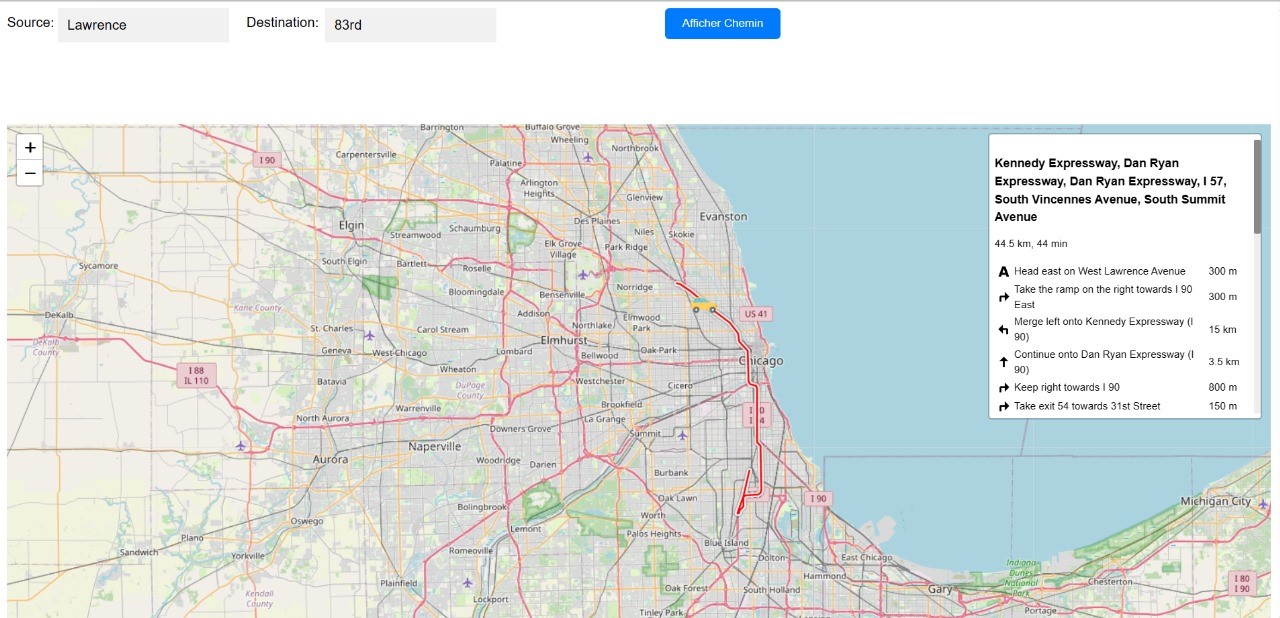 Source: Lawrence Destination: 83rd Afficher Chemin
+
−
Kennedy Expressway, Dan Ryan
Expressway, Dan Ryan Expressway, I 57,
South Vincennes Avenue, South Summit
Avenue
44.5 km, 44 min
Head east on West Lawrence Avenue 300 m
Take the ramp on the right towards I 90
East 300 m
Merge left onto Kennedy Expressway (I
90) 15 km
Continue onto Dan Ryan Expressway (I
90) 3.5 km
Keep right towards I 90 800 m
Take exit 54 towards 31st Street 150 m
Barrington
Buffalo Grove
Wheeling
Northbrook
Carpentersville
I 90
Palatine
Arlington
Heights
Glenview
Evanston
Elgin
Streamwood
Schaumburg
Des Plaines
Niles
Skokie
Elk Grove
Village
Park Ridge
South Elgin
Bartlett
Roselle
Sycamore
Bloomingdale
Bensenville
Norridge
Kane County
Addison
Elmwood
Park
US 41
DeKalb
St. Charles
Carol Stream
Northlake
DeKalb
County
Geneva
West Chicago
Lombard
Elmhurst
Oak Park
Chicago
Bellwood
I 88
IL 110
Wheaton
Batavia
DuPage
County
Westchester
Cicero
Warrenville
Brookfield
North Aurora
La Grange
Downers Grove
Summit
Naperville
Aurora
Woodridge
Darien
Burbank
Oak Lawn
I 90
Michigan City
Bolingbrook
Worth
Oswego
Lemont
Palos Heights
Blue Island
Plano
Sandwich
Yorkville
Romeoville
Dolton
East Chicago
Hammond
Indiana
Dunes
National
Park
Chesterton
I 80
I 90
Plainfield
Kendall
County
Lockport
Oak Forest
South Holland
Gary
Portage
Tinley Park